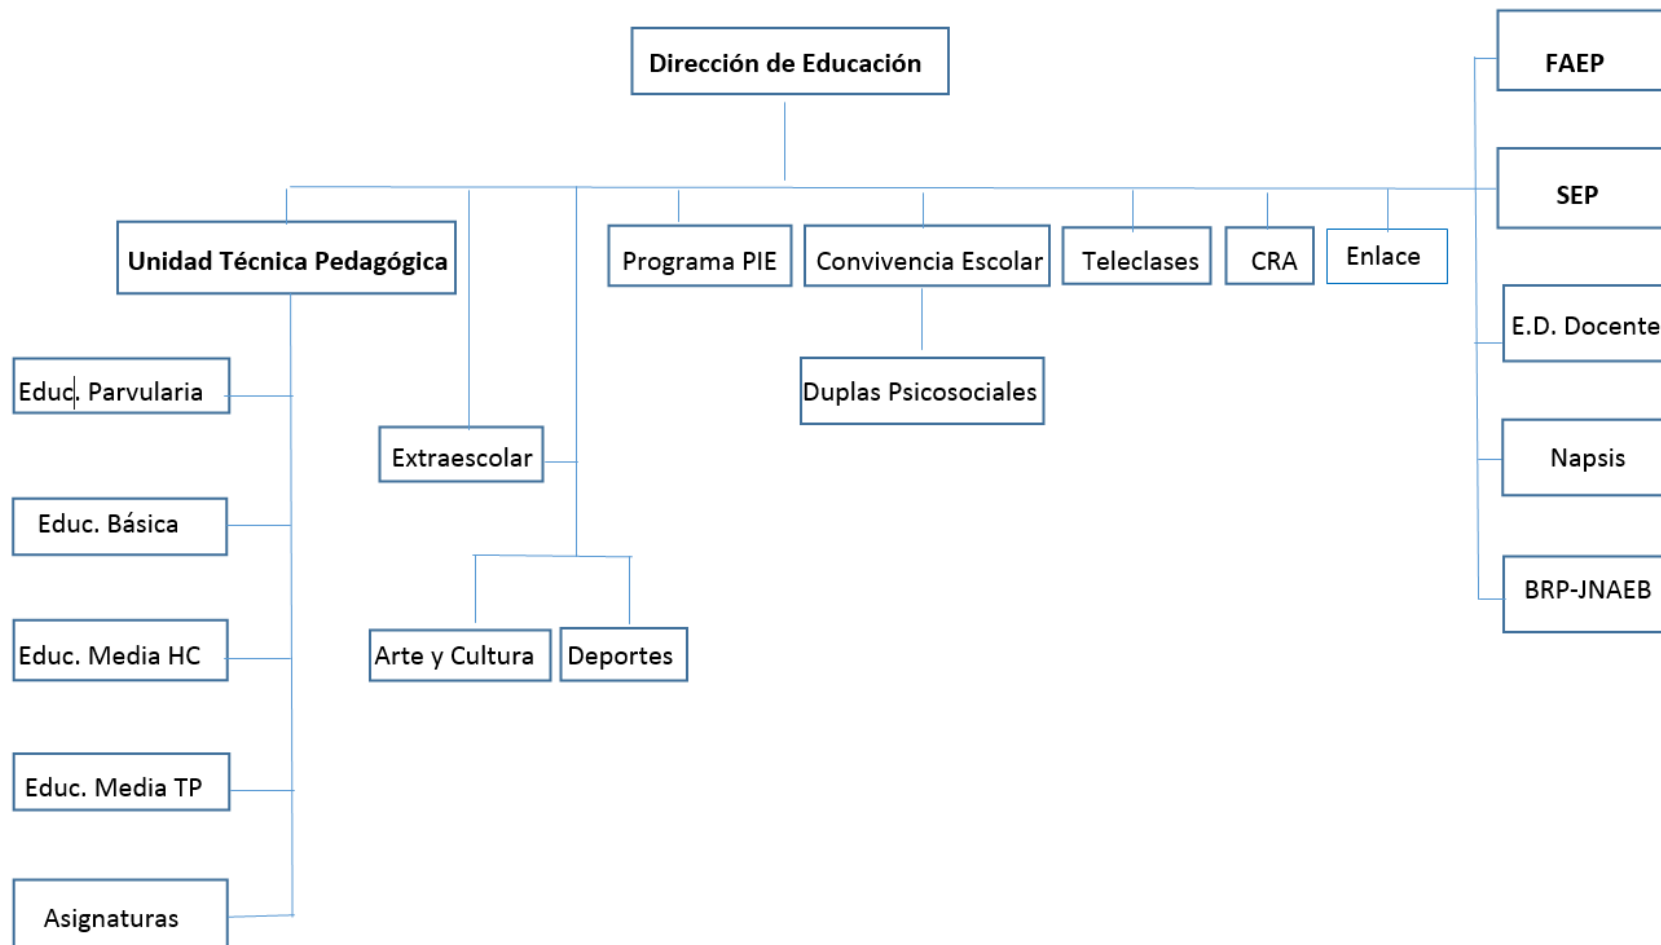 Dirección de Educación
FAEP
SEP
Unidad Técnica Pedagógica
Programa PIE
Convivencia Escolar
Teleclases
CRA
Enlace
E.D. Docente
Educ. Parvularia
Duplas Psicosociales
Extraescolar
Napsis
Educ. Básica
BRP-JNAEB
Educ. Media HC
Arte y Cultura
Deportes
Educ. Media TP
Asignaturas